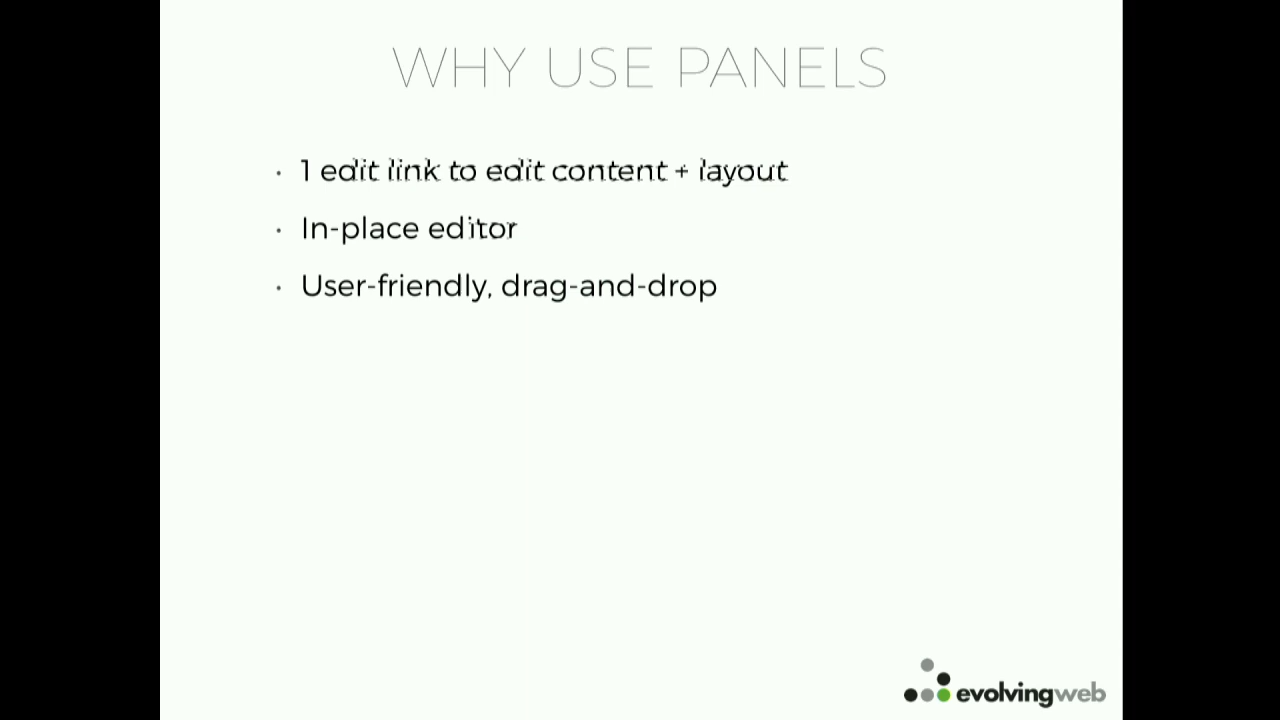 WHY USE PANELS
· 1 edit link to edit content + layout
· In-place editor
· User-friendly, drag-and-drop
evolvingweb